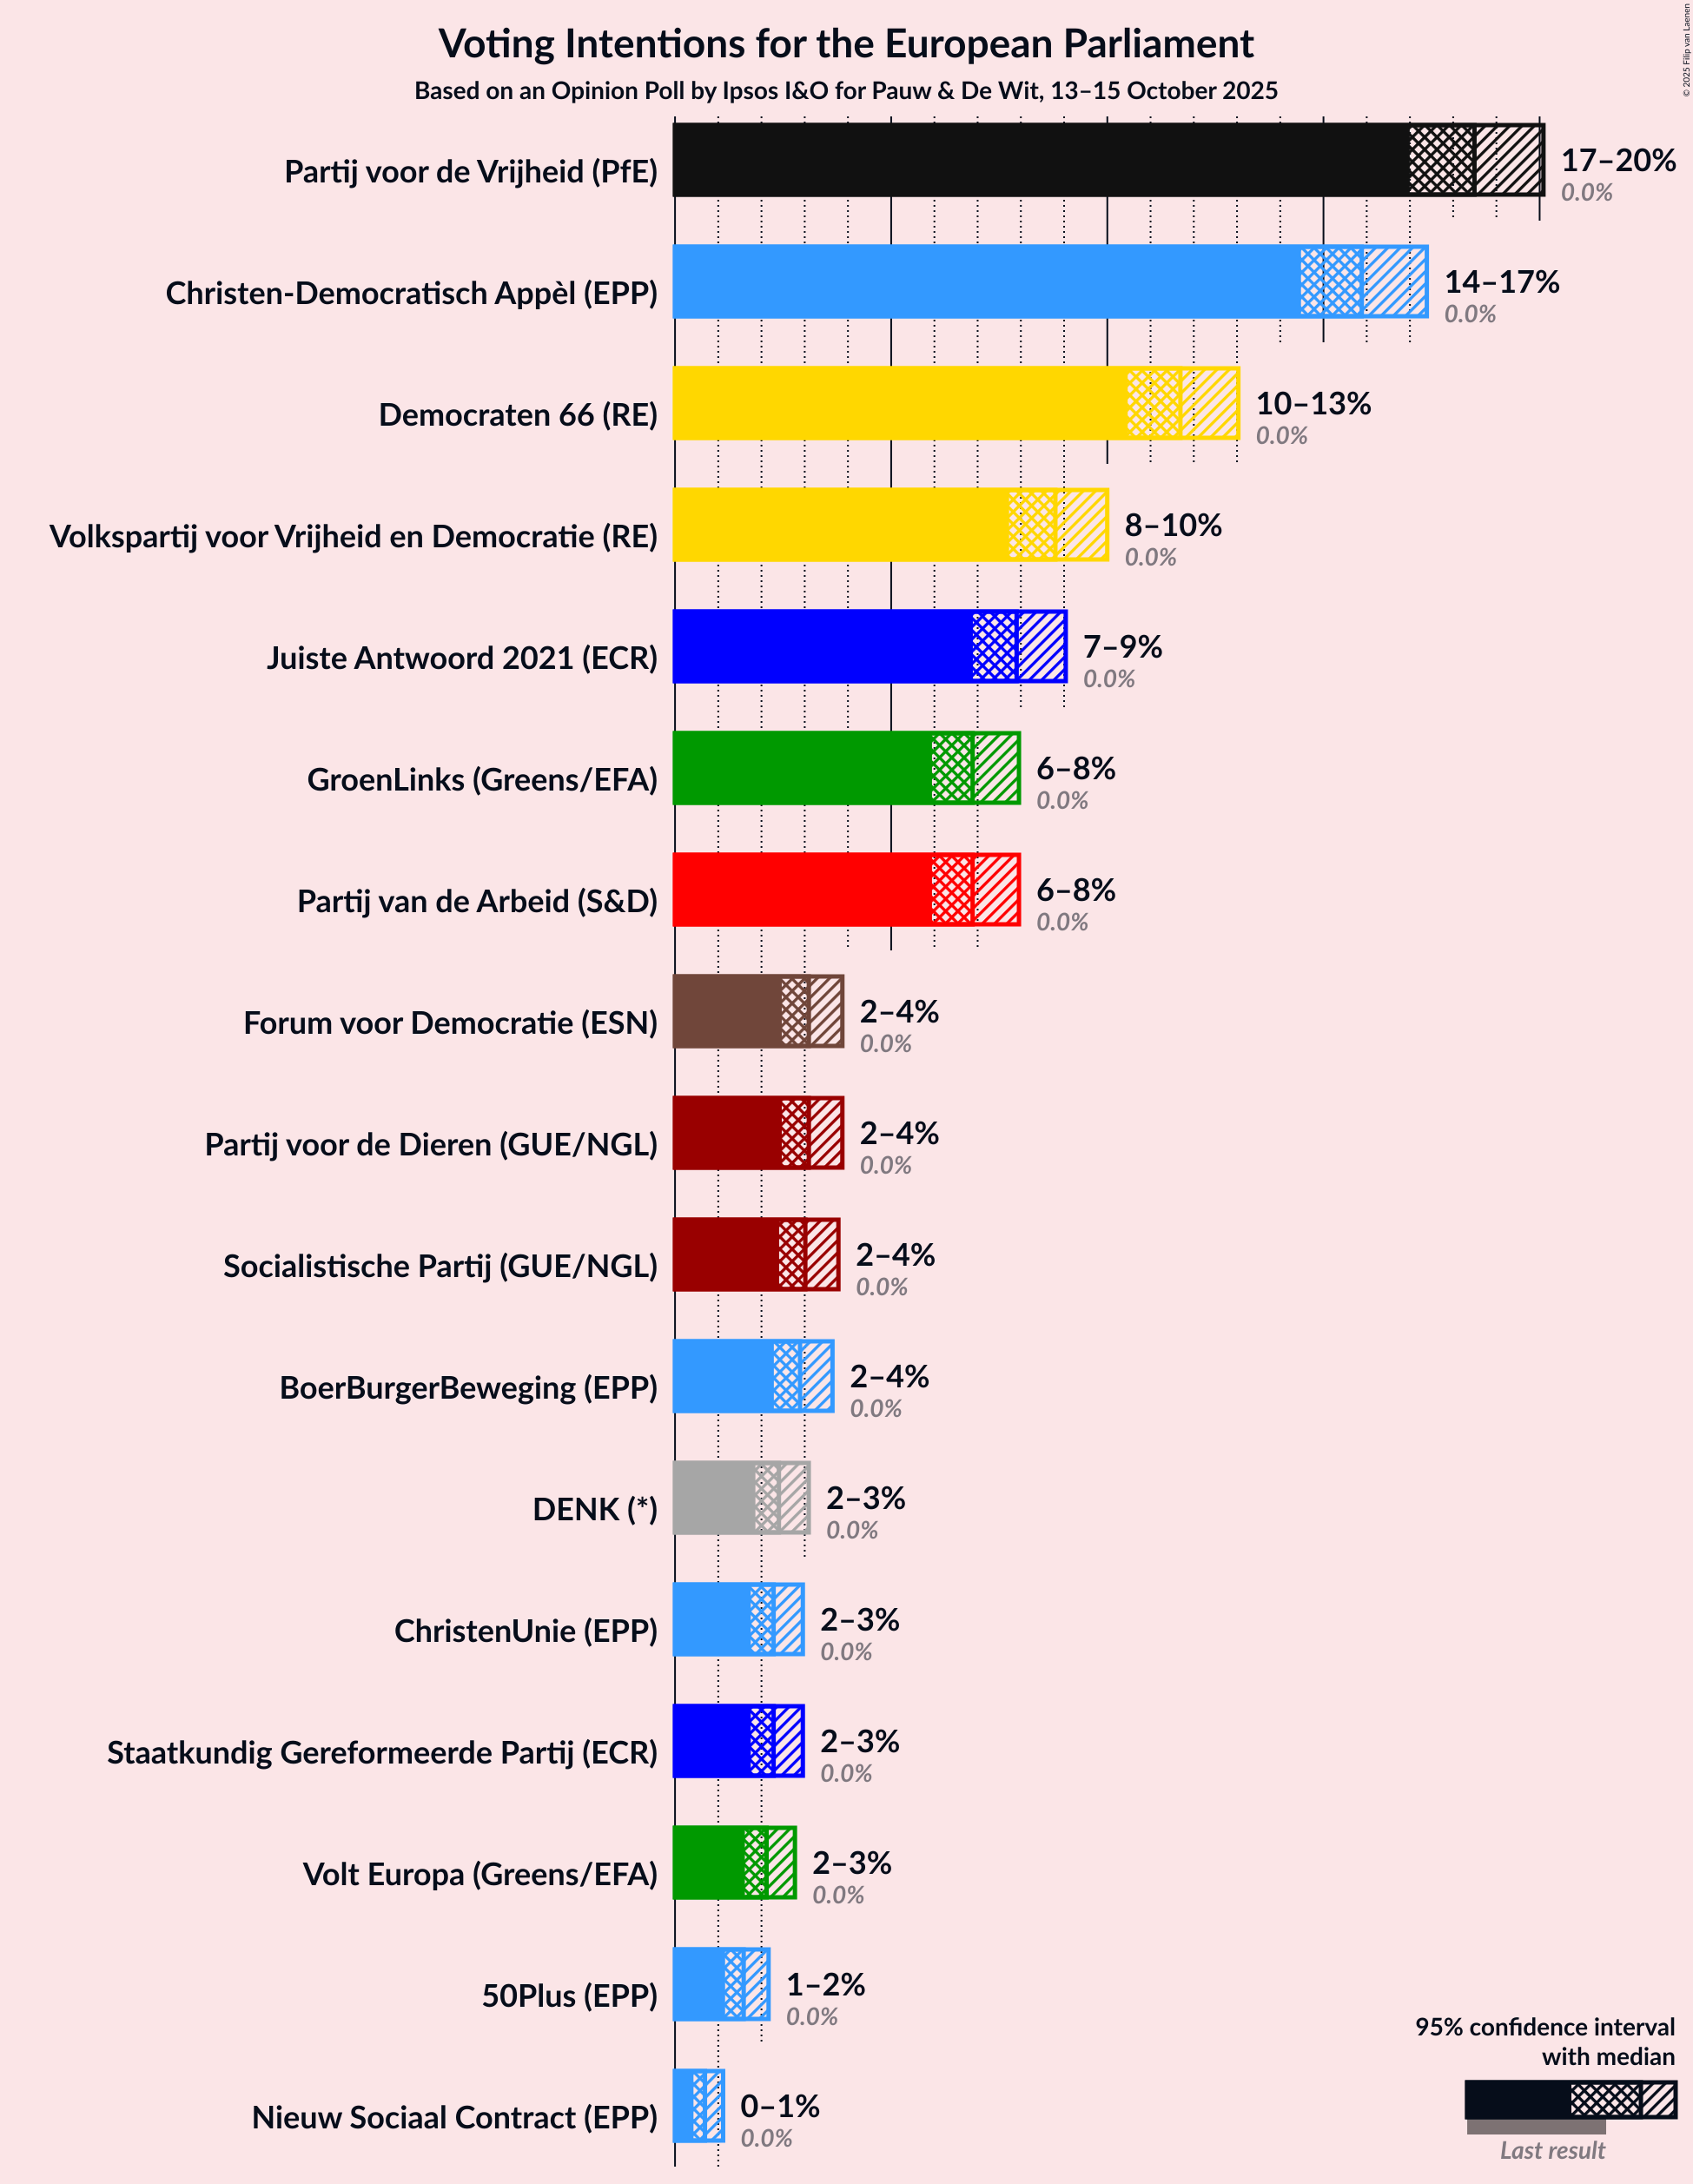 Voting Intentions for the European Parliament
Based on an Opinion Poll by Ipsos I&O for Pauw & De Wit, 13–15 October 2025
© 2025 Filip van Laenen
Partij voor de Vrijheid (PfE)
17–20%
0.0%
Christen-Democratisch Appèl (EPP)
14–17%
0.0%
Democraten 66 (RE)
10–13%
0.0%
Volkspartij voor Vrijheid en Democratie (RE)
8–10%
0.0%
Juiste Antwoord 2021 (ECR)
7–9%
0.0%
GroenLinks (Greens/EFA)
6–8%
0.0%
Partij van de Arbeid (S&D)
6–8%
0.0%
Forum voor Democratie (ESN)
2–4%
0.0%
Partij voor de Dieren (GUE/NGL)
2–4%
0.0%
Socialistische Partij (GUE/NGL)
2–4%
0.0%
BoerBurgerBeweging (EPP)
2–4%
0.0%
DENK (*)
2–3%
0.0%
ChristenUnie (EPP)
2–3%
0.0%
Staatkundig Gereformeerde Partij (ECR)
2–3%
0.0%
Volt Europa (Greens/EFA)
2–3%
0.0%
50Plus (EPP)
1–2%
0.0%
Nieuw Sociaal Contract (EPP)
0–1%
0.0%
95% confidence interval
with median
Last result